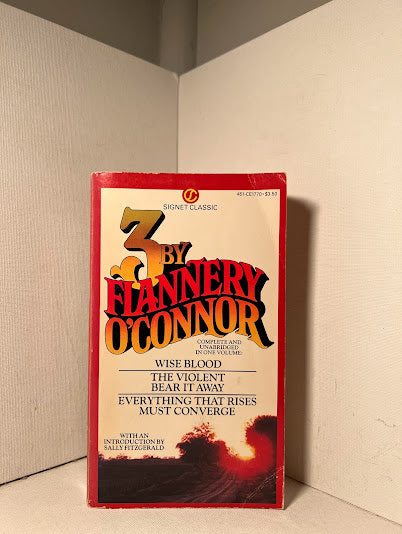 451-CE1770 • $3.50
SIGNET CLASSIC
3 BY
FLANNERY
O'CONNOR
COMPLETE AND
UNABRIDGED
IN ONE VOLUME:
WISE BLOOD
THE VIOLENT
BEAR IT AWAY
EVERYTHING THAT RISES
MUST CONVERGE
WITH AN
INTRODUCTION BY
SALLY FITZGERALD